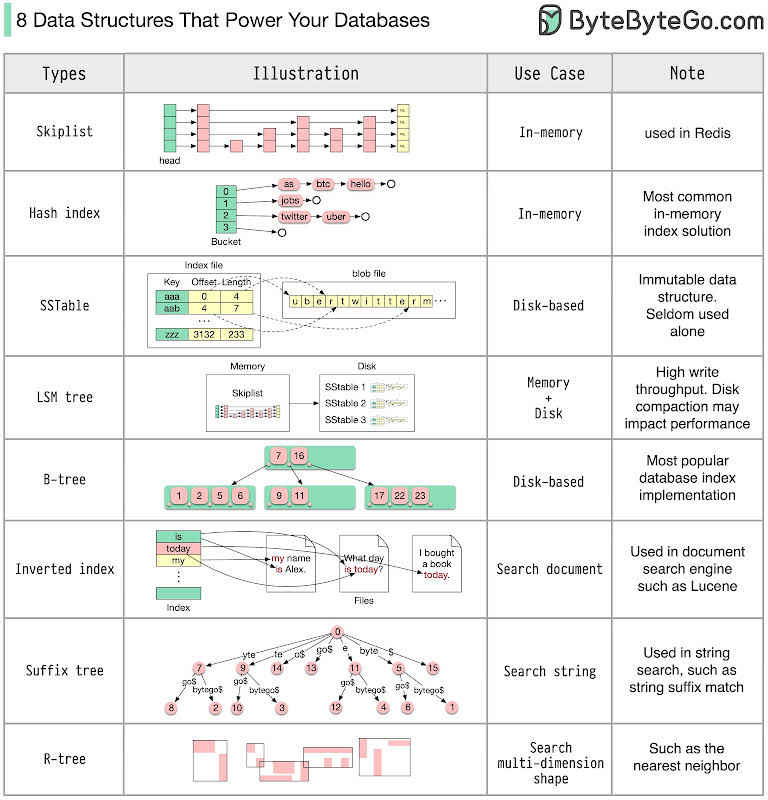 8 Data Structures That Power Your Databases
ByteByteGo.com
Types
Illustration
Use Case
Note
Skiplist
head
In-memory
used in Redis
Hash index
0
1
2
3
Bucket
as
btc
hello
jobs
twitter
uber
In-memory
Most common
in-memory
index solution
SSTable
Index file
Key Offset Length
aaa 0 4
aab 4 7
...
zzz 3132 233
blob file
u b e r t w i t t e r m ...
Disk-based
Immutable data
structure.
Seldom used
alone
LSM tree
Memory
Skiplist
Disk
SSTable 1
SSTable 2
SSTable 3
Memory
+
Disk
High write
throughput. Disk
compaction may
impact performance
B-tree
7 16
1 2 5 6
9 11
17 22 23
Disk-based
Most popular
database index
implementation
Inverted index
is
today
my
Index
my name
is Alex.
What day
is today?
I bought
a book
today.
Files
Search document
Used in document
search engine
such as Lucene
Suffix tree
0
yte
te
o$
go$
e
byte
$
7
9
14
13
11
5
15
go$
bytego$
go$
bytego$
go$
bytego$
go$
bytego$
8
2
10
3
12
4
6
1
Search string
Used in string
search, such as
string suffix match
R-tree
Search
multi-dimension
shape
Such as the
nearest neighbor